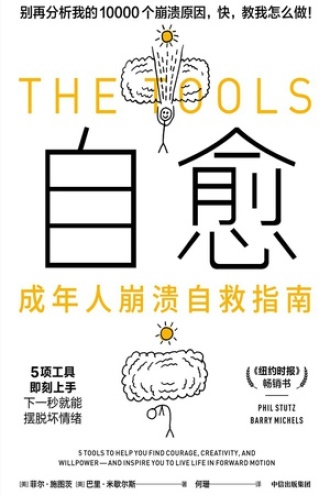 别再分析我的10000个崩溃原因，快，教我怎么做！
THE TOOLS
自愈
成年人崩溃自救指南
5项工具
即刻上手
下一秒就能
摆脱坏情绪
《纽约时报》
畅销书
PHIL STUTZ
BARRY MICHELS
5 TOOLS TO HELP YOU FIND COURAGE, CREATIVITY, AND
WILLPOWER—AND INSPIRE YOU TO LIVE LIFE IN FORWARD MOTION
[美]菲尔·施图茨 [美]巴里·米歇尔斯|著 何珊|译 中信出版集团